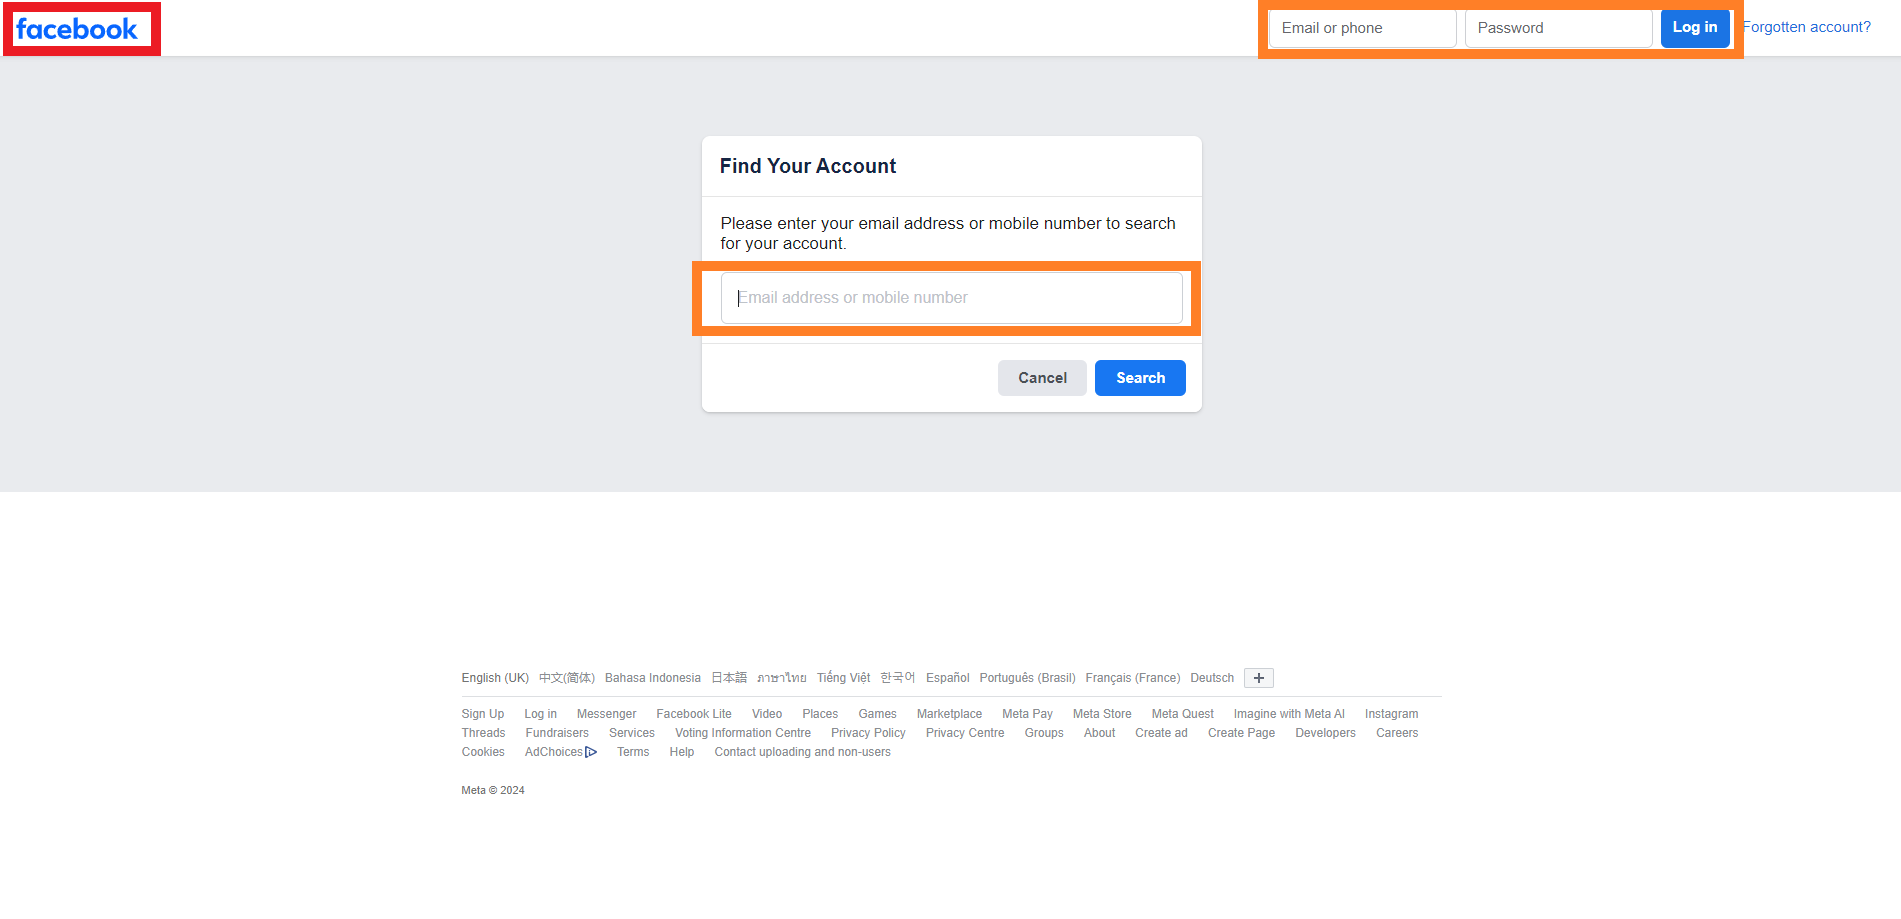 facebook
Email or phone Password Log in Forgotten account?
Find Your Account
Please enter your email address or mobile number to search
for your account.
Email address or mobile number
Cancel Search
English (UK) 中文(简体) Bahasa Indonesia 日本語 ภาษาไทย Tiếng Việt 한국어 Español Português (Brasil) Français (France) Deutsch +
Sign Up Log in Messenger Facebook Lite Video Places Games Marketplace Meta Pay Meta Store Meta Quest Imagine with Meta AI Instagram
Threads Fundraisers Services Voting Information Centre Privacy Policy Privacy Centre Groups About Create ad Create Page Developers Careers
Cookies AdChoices Terms Help Contact uploading and non-users
Meta © 2024